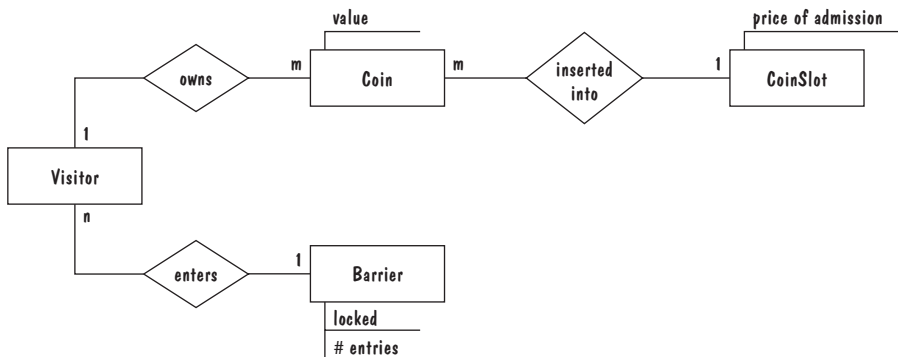 value
price of admission
owns
m
Coin
m
inserted
into
1
CoinSlot
1
Visitor
n
enters
1
Barrier
locked
# entries